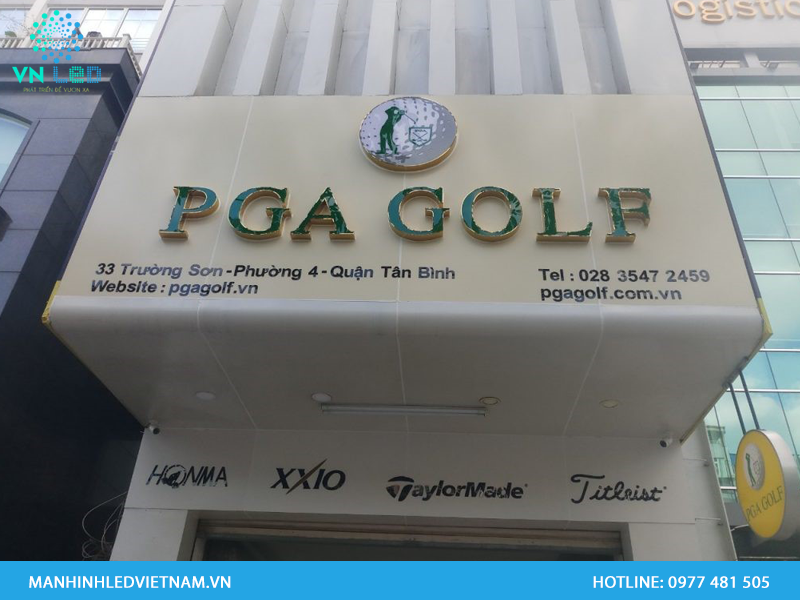 ogistic
VN LED
PHÁT TRIỂN ĐỂ VƯƠN XA
PGA GOLF
33 Trường Sơn - Phường 4 - Quận Tân Bình
Tel : 028 3547 2459
Website : pgagolf.vn
pgagolf.com.vn
HONMA
XXIO
TaylorMade
Titleist
PGA GOLF
MANHINHLEDVIETNAM.VN
HOTLINE: 0977 481 505